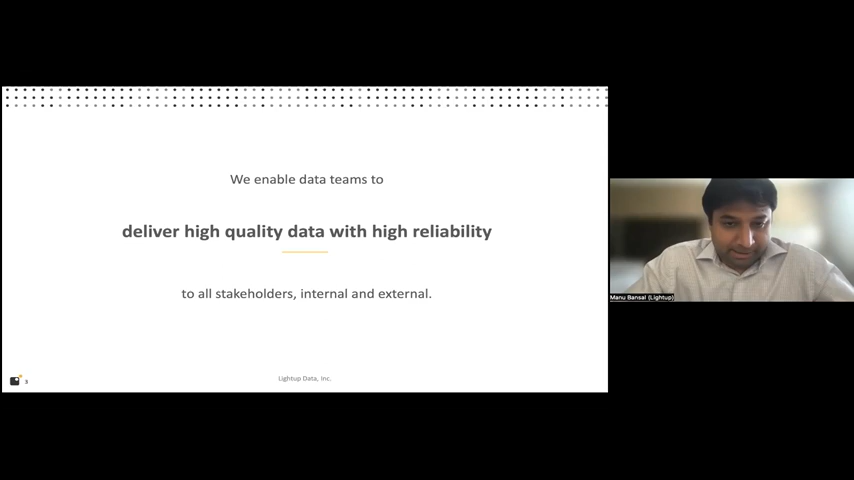 We enable data teams to
deliver high quality data with high reliability
to all stakeholders, internal and external.
3
Lightup Data, Inc.
Manu Bansal (Lightup)